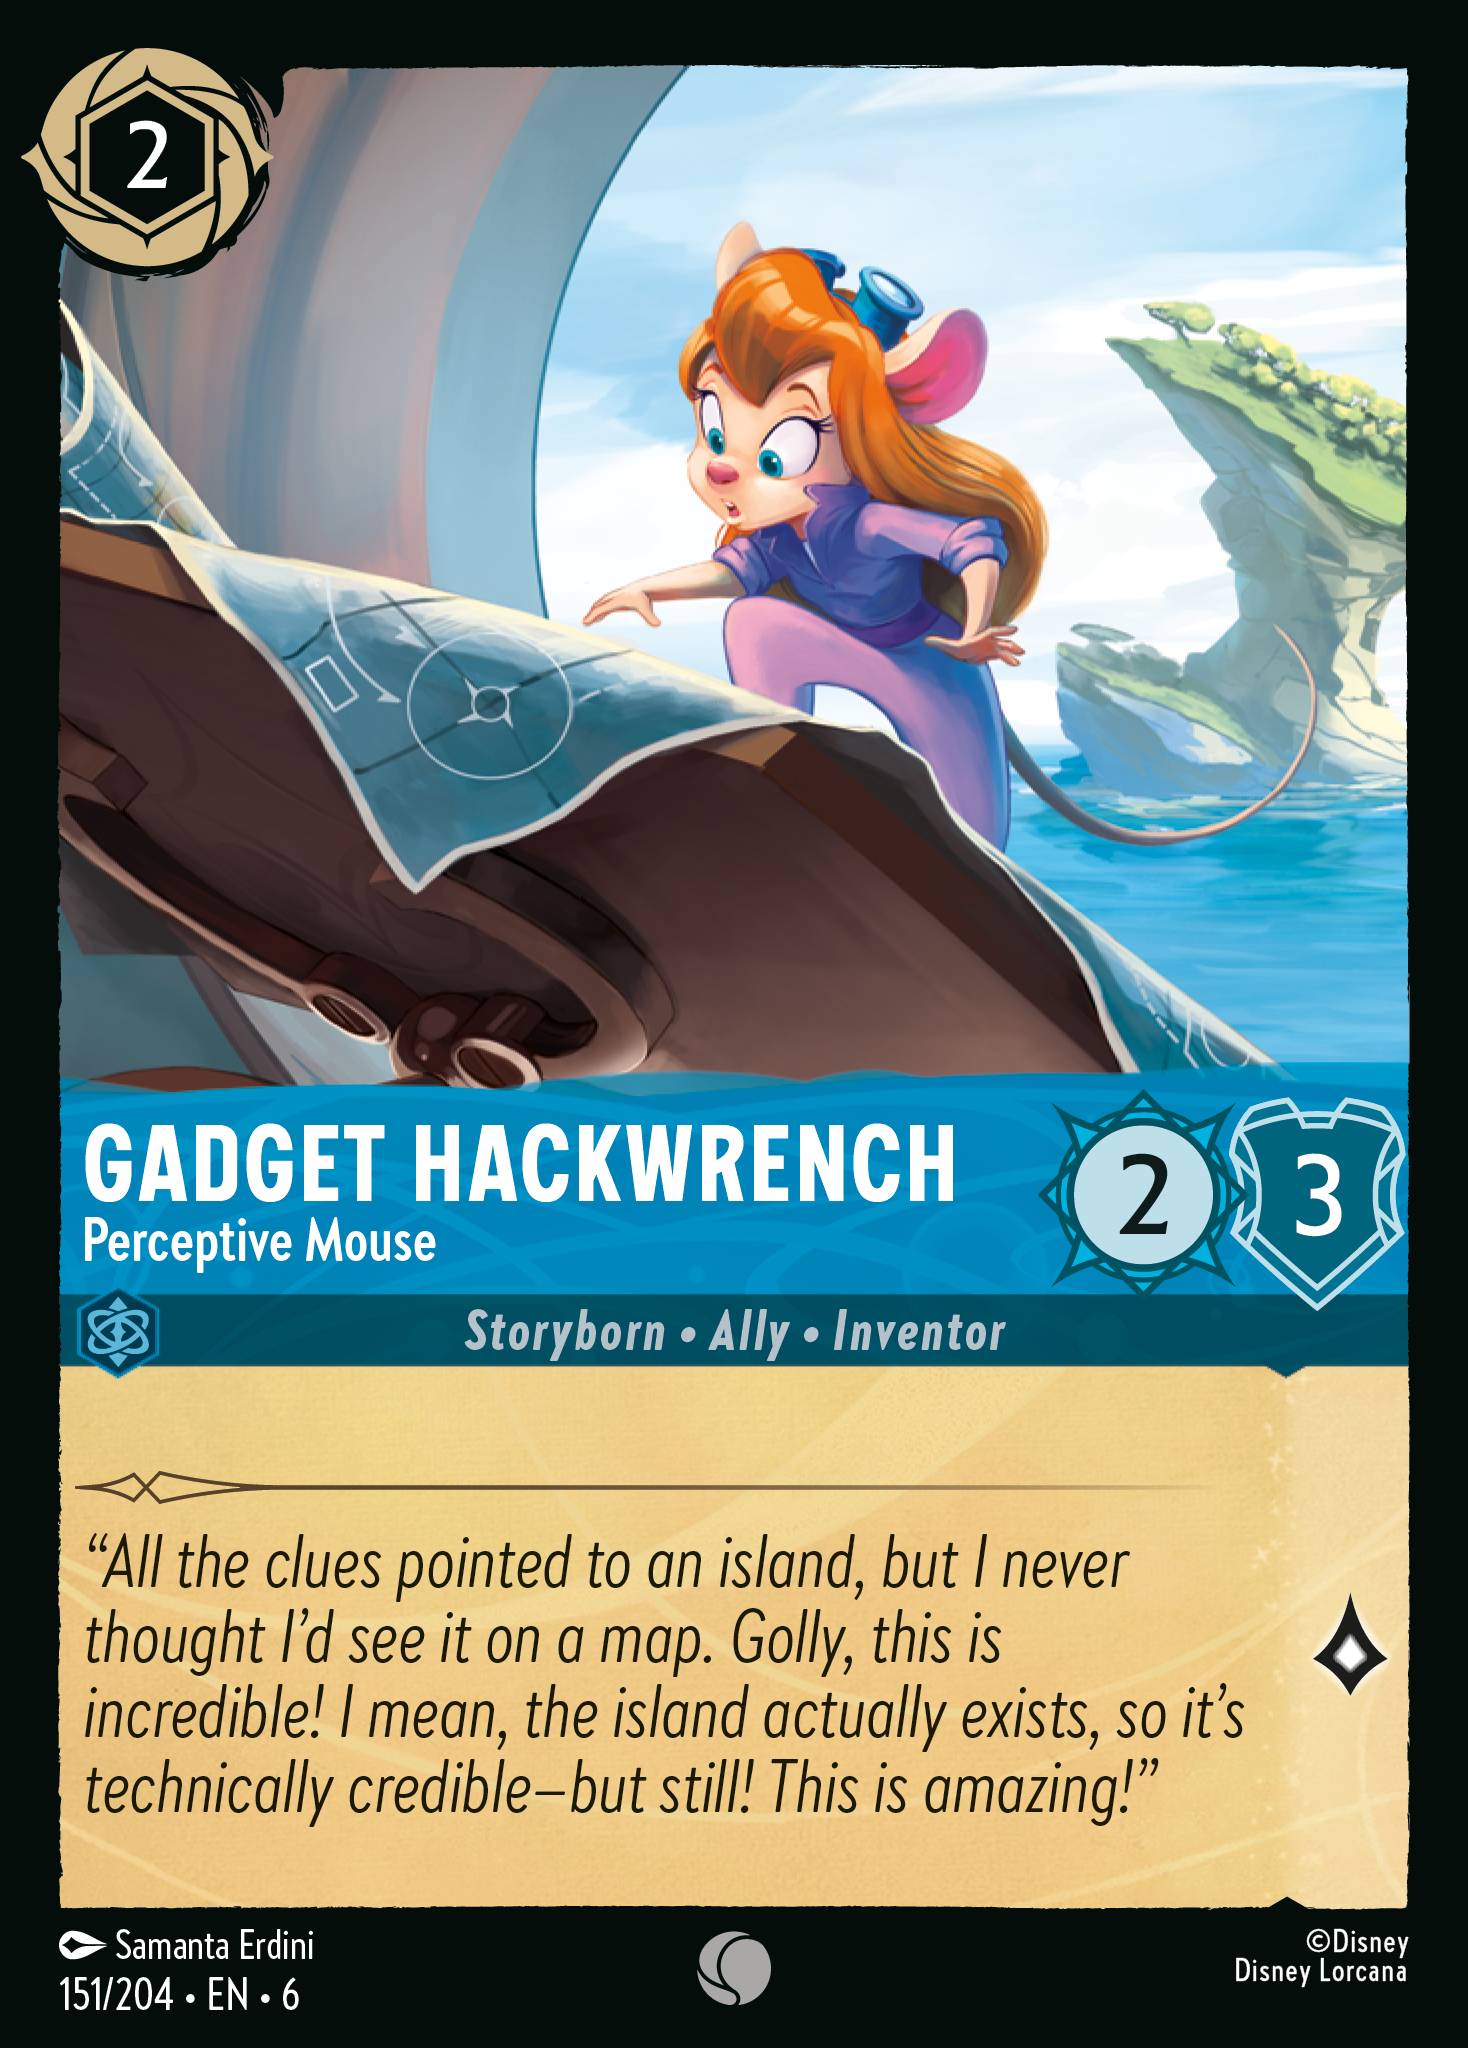 2
GADGET HACKWRENCH
Perceptive Mouse
2
3
Storyborn • Ally • Inventor
“All the clues pointed to an island, but I never
thought I’d see it on a map. Golly, this is
incredible! I mean, the island actually exists, so it’s
technically credible–but still! This is amazing!”
Samanta Erdini
151/204 • EN • 6
©Disney
Disney Lorcana